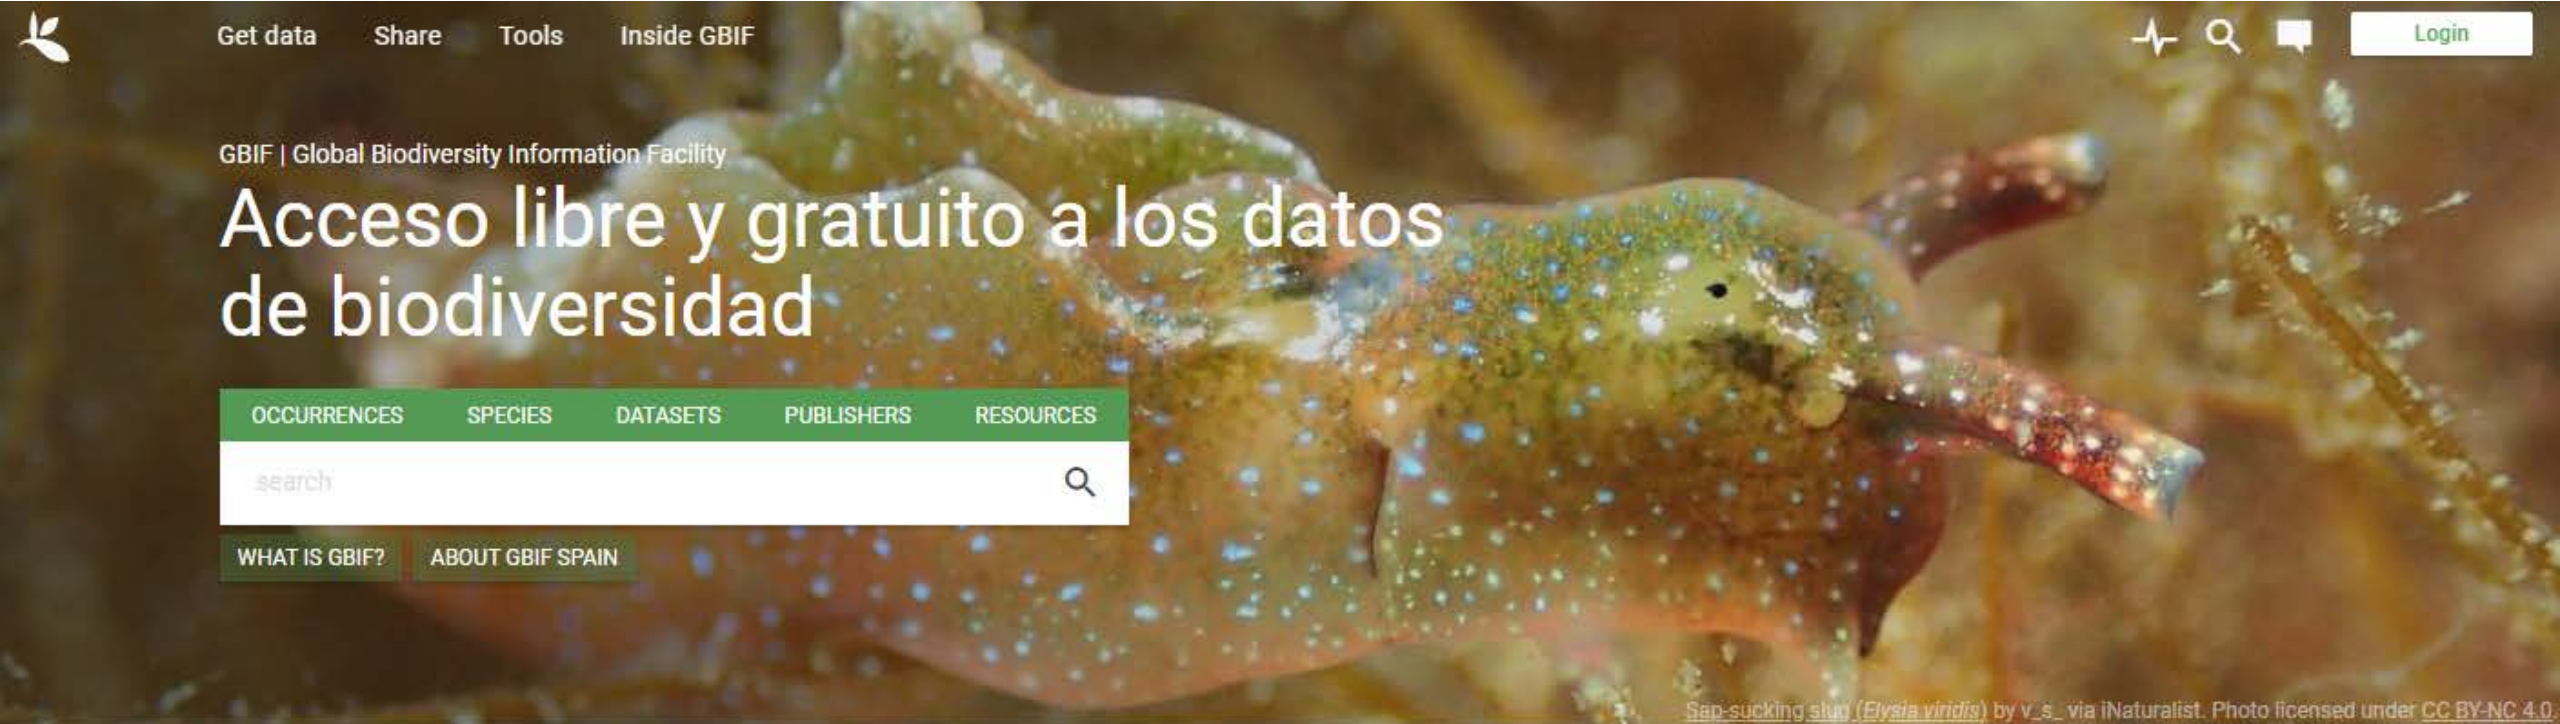 Get data Share Tools Inside GBIF Login
GBIF | Global Biodiversity Information Facility
Acceso libre y gratuito a los datos
de biodiversidad
OCCURRENCES SPECIES DATASETS PUBLISHERS RESOURCES
search
WHAT IS GBIF? ABOUT GBIF SPAIN
Sap-sucking slug (Elysia viridis) by v_s_ via iNaturalist. Photo licensed under CC BY-NC 4.0.